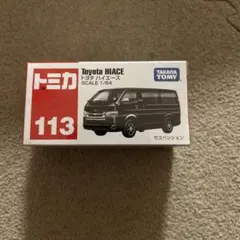 トミカ
113
Toyota HIACE
トヨタ ハイエース
SCALE 1/64
TAKARA
TOMY
サスペンション